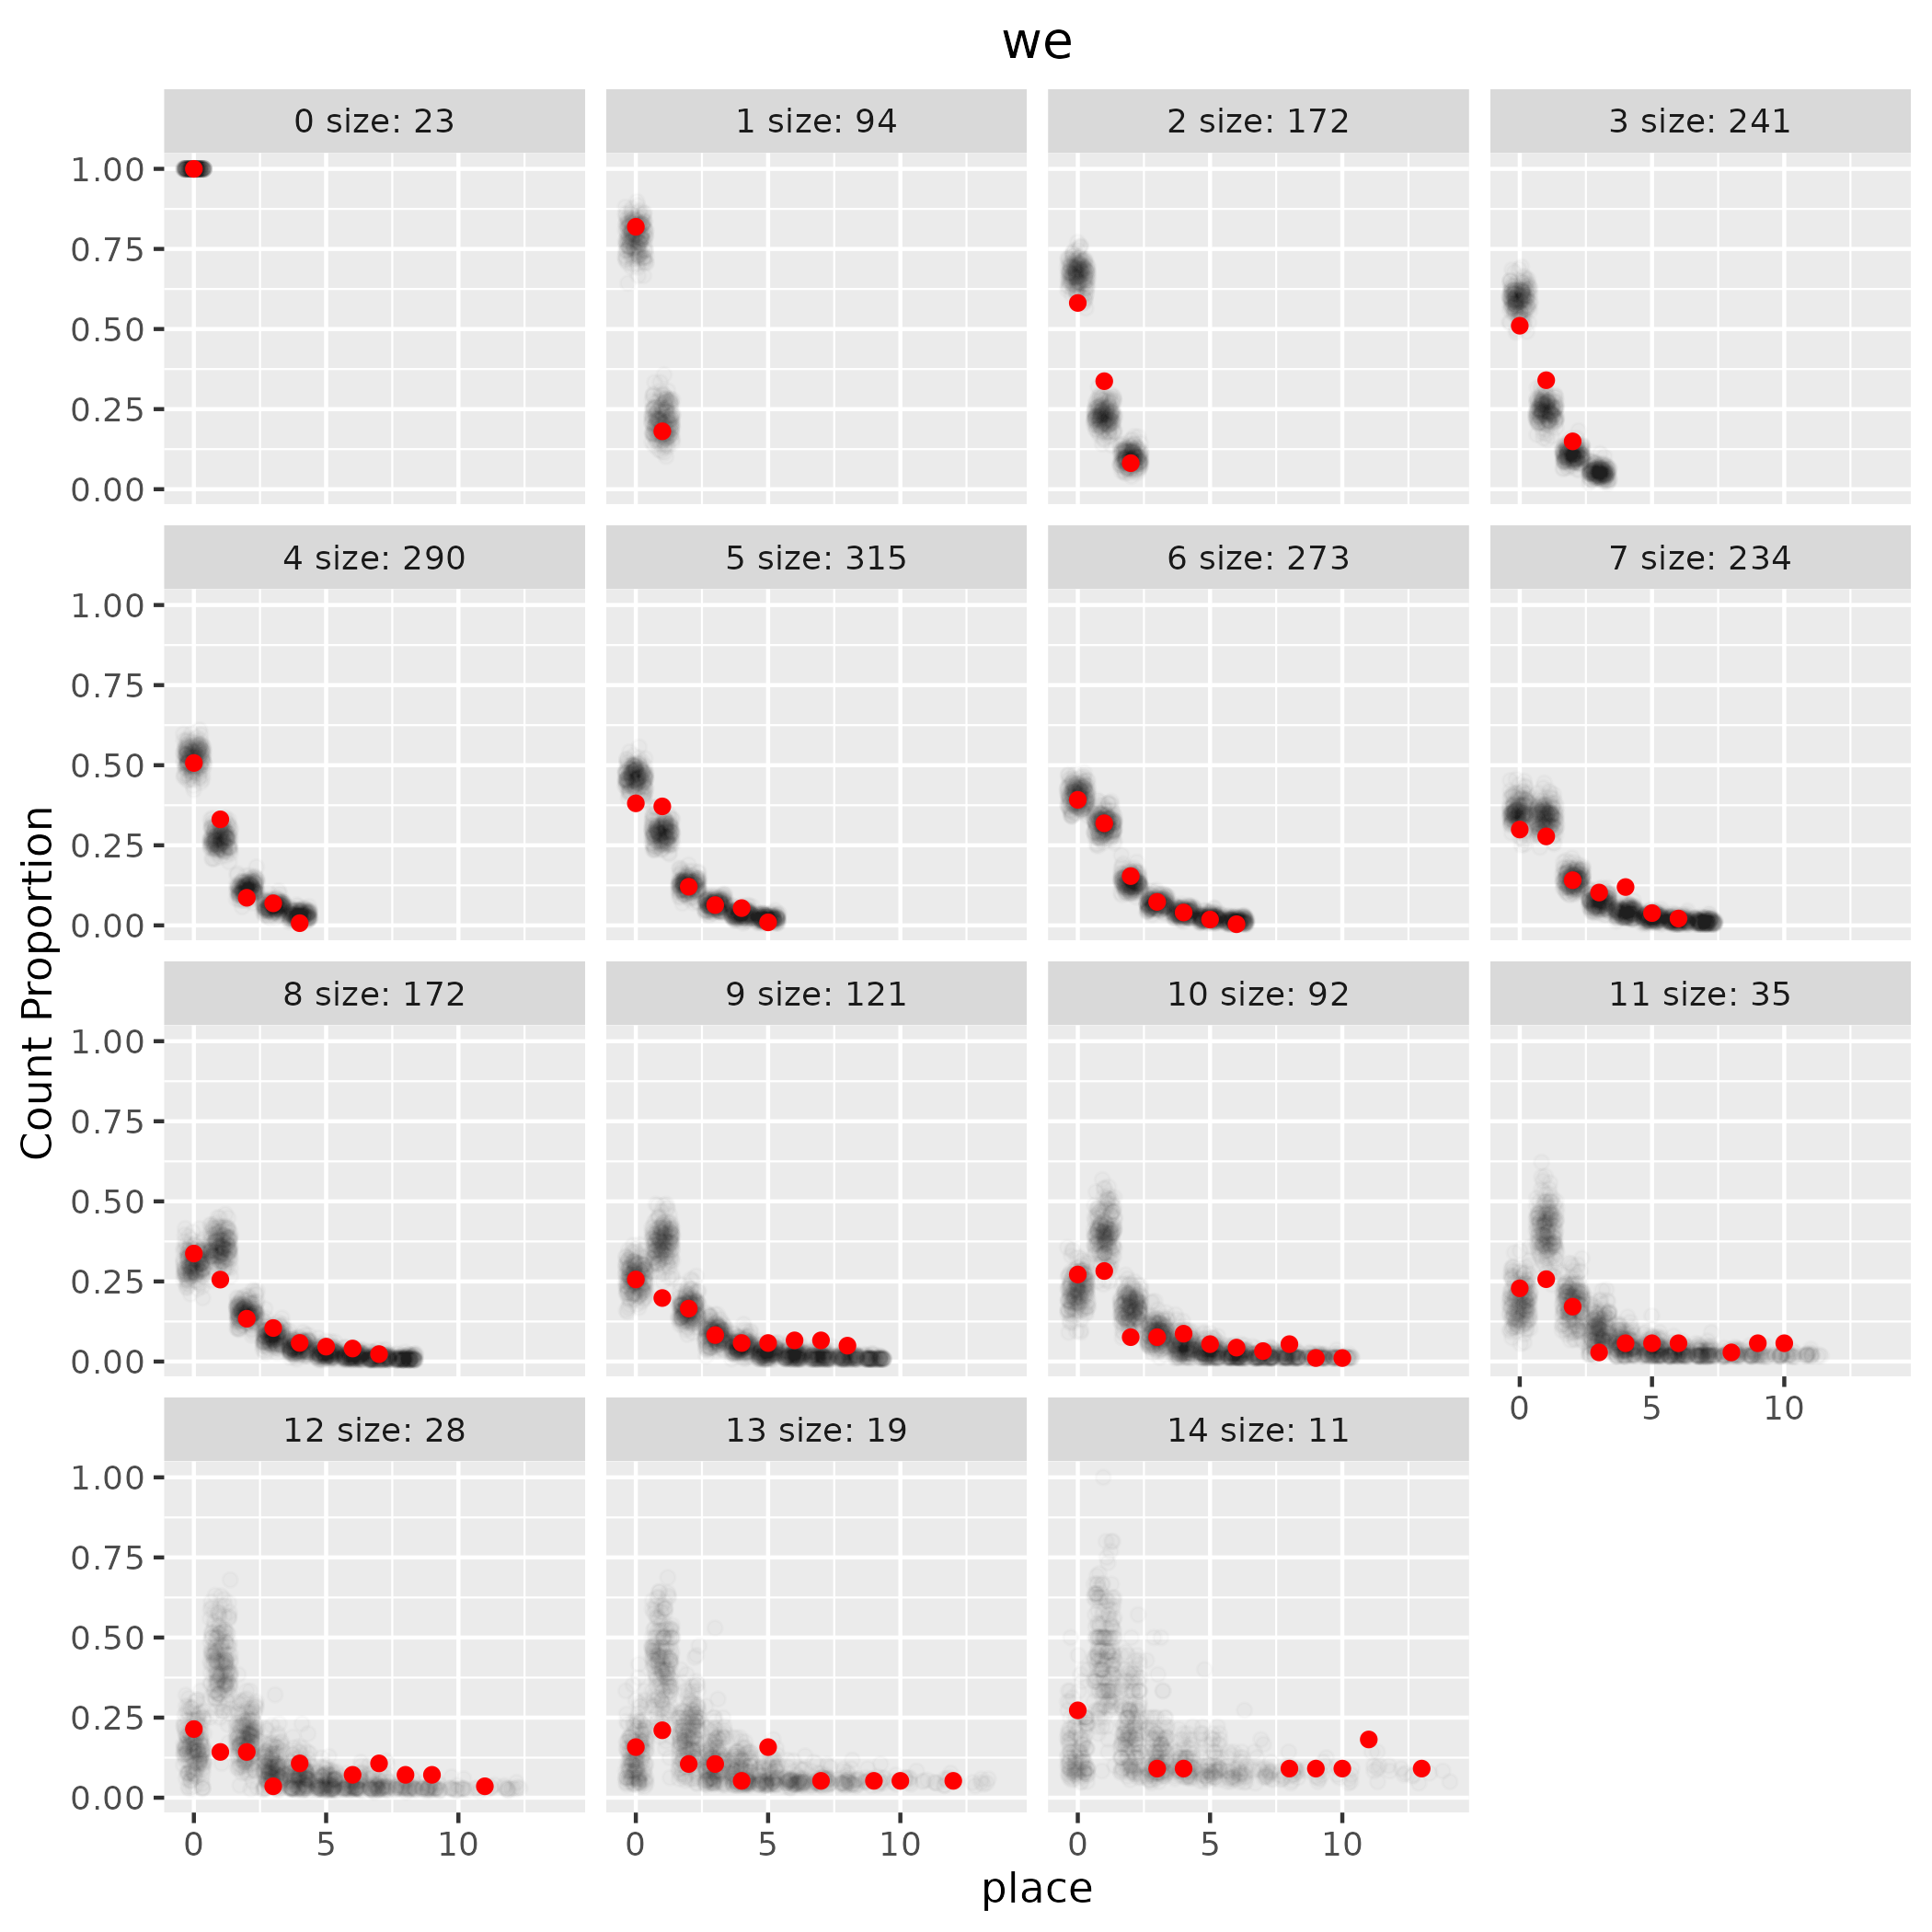 we
0 size: 23
1 size: 94
2 size: 172
3 size: 241
1.00
0.75
0.50
0.25
0.00
4 size: 290
5 size: 315
6 size: 273
7 size: 234
1.00
0.75
0.50
0.25
0.00
Count Proportion
8 size: 172
9 size: 121
10 size: 92
11 size: 35
1.00
0.75
0.50
0.25
0.00
0 5 10
12 size: 28
13 size: 19
14 size: 11
1.00
0.75
0.50
0.25
0.00
0 5 10
0 5 10
0 5 10
place